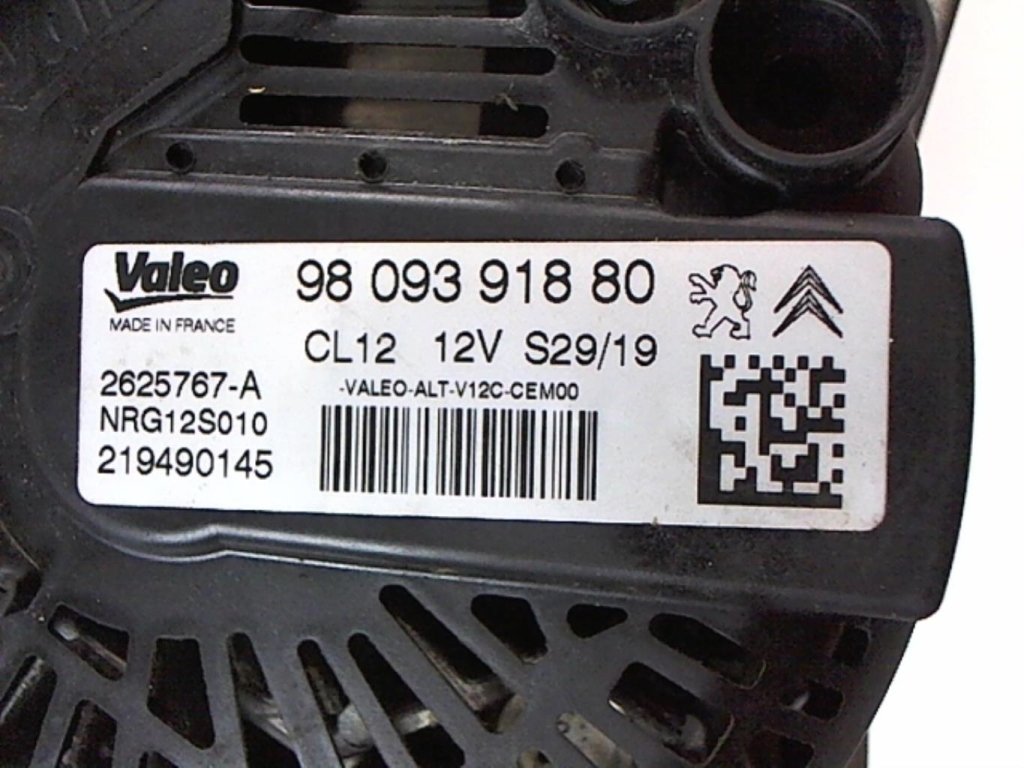 Valeo
MADE IN FRANCE
98 093 918 80
CL12 12V S29/19
-VALEO-ALT-V12C-CEM00
2625767-A
NRG12S010
219490145